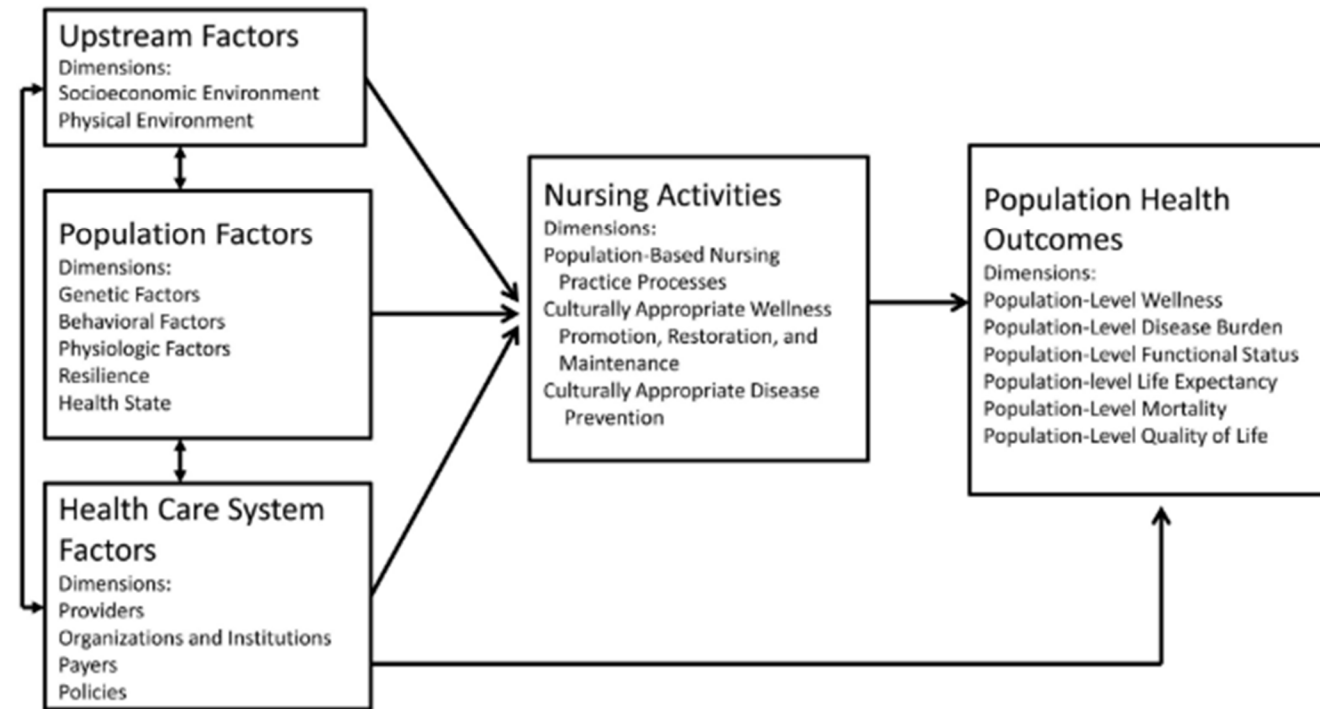 Upstream Factors
Dimensions:
Socioeconomic Environment
Physical Environment
Population Factors
Dimensions:
Genetic Factors
Behavioral Factors
Physiologic Factors
Resilience
Health State
Health Care System
Factors
Dimensions:
Providers
Organizations and Institutions
Payers
Policies
Nursing Activities
Dimensions:
Population-Based Nursing
Practice Processes
Culturally Appropriate Wellness
Promotion, Restoration, and
Maintenance
Culturally Appropriate Disease
Prevention
Population Health
Outcomes
Dimensions:
Population-Level Wellness
Population-Level Disease Burden
Population-Level Functional Status
Population-level Life Expectancy
Population-Level Mortality
Population-Level Quality of Life